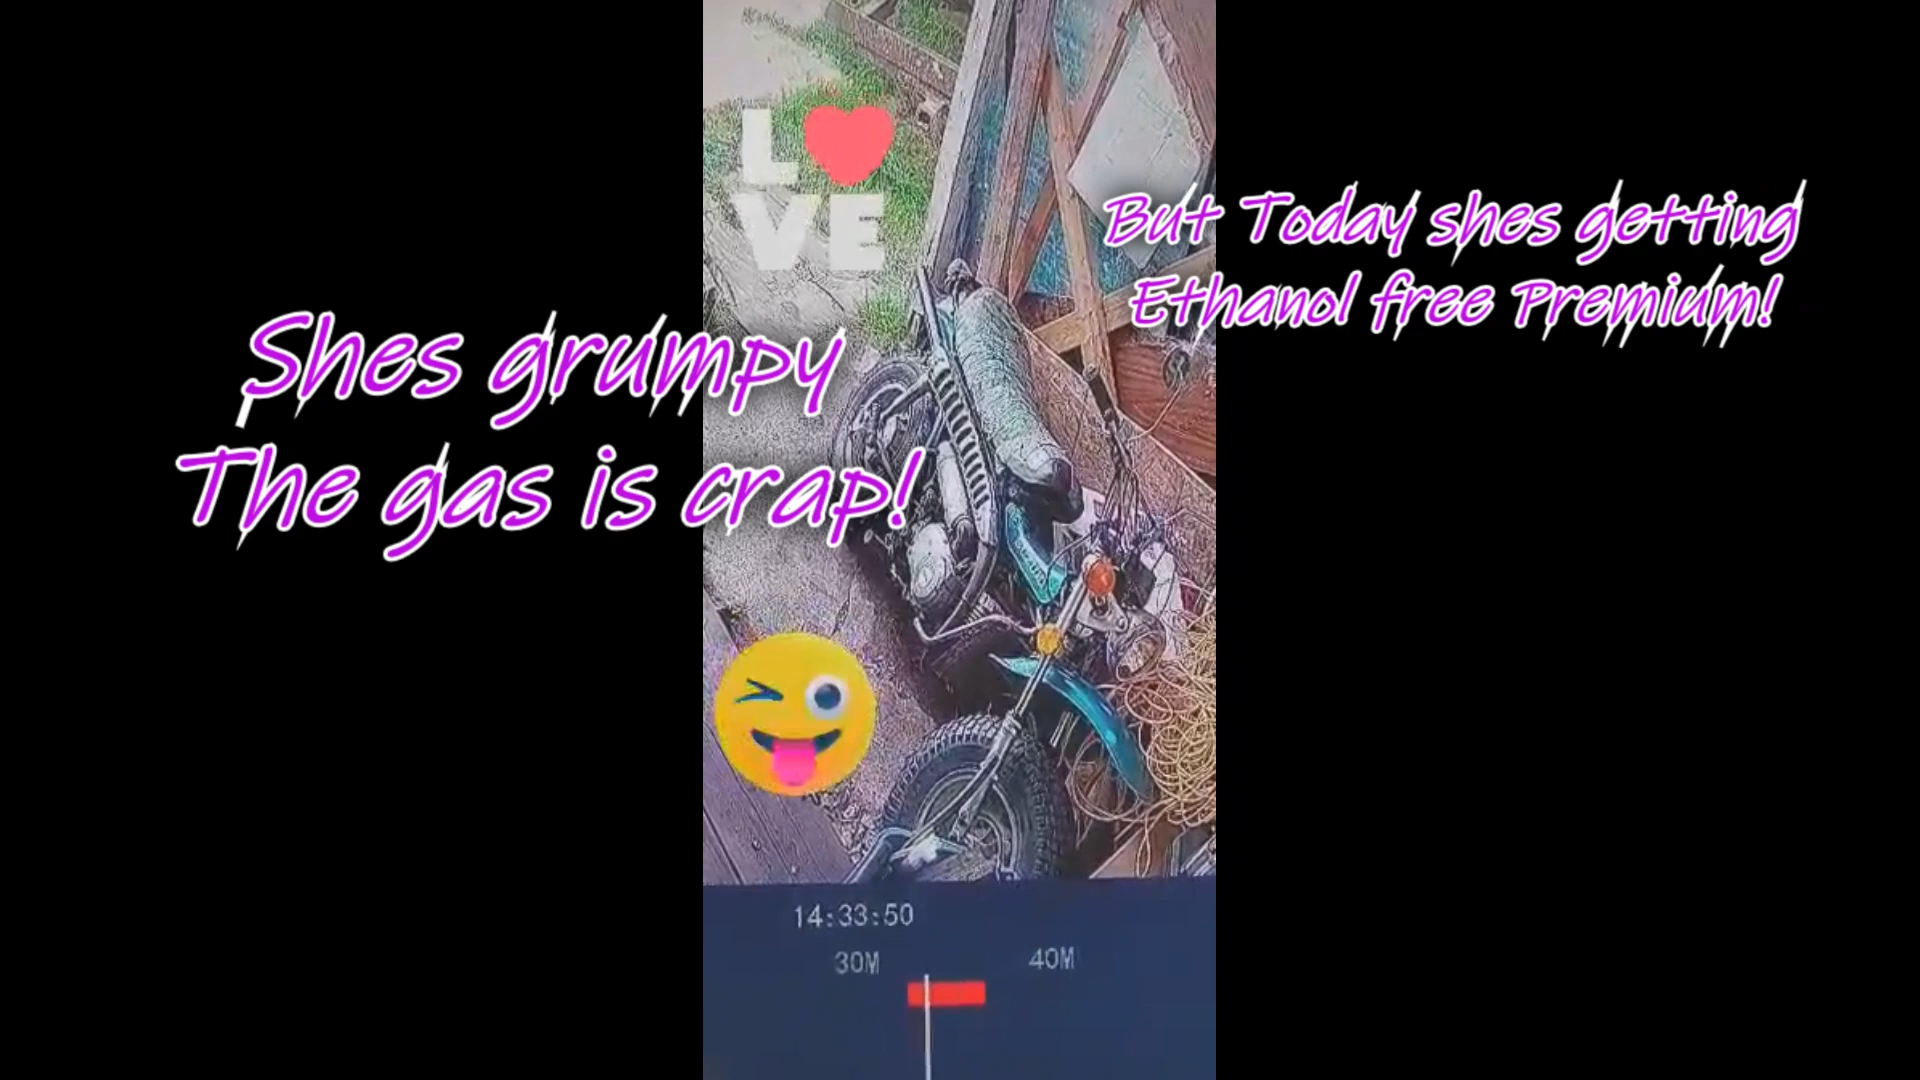 L❤
VE
Shes grumpy
The gas is crap!
But Today shes getting
Ethanol free Premium!
14:33:50
30M 40M